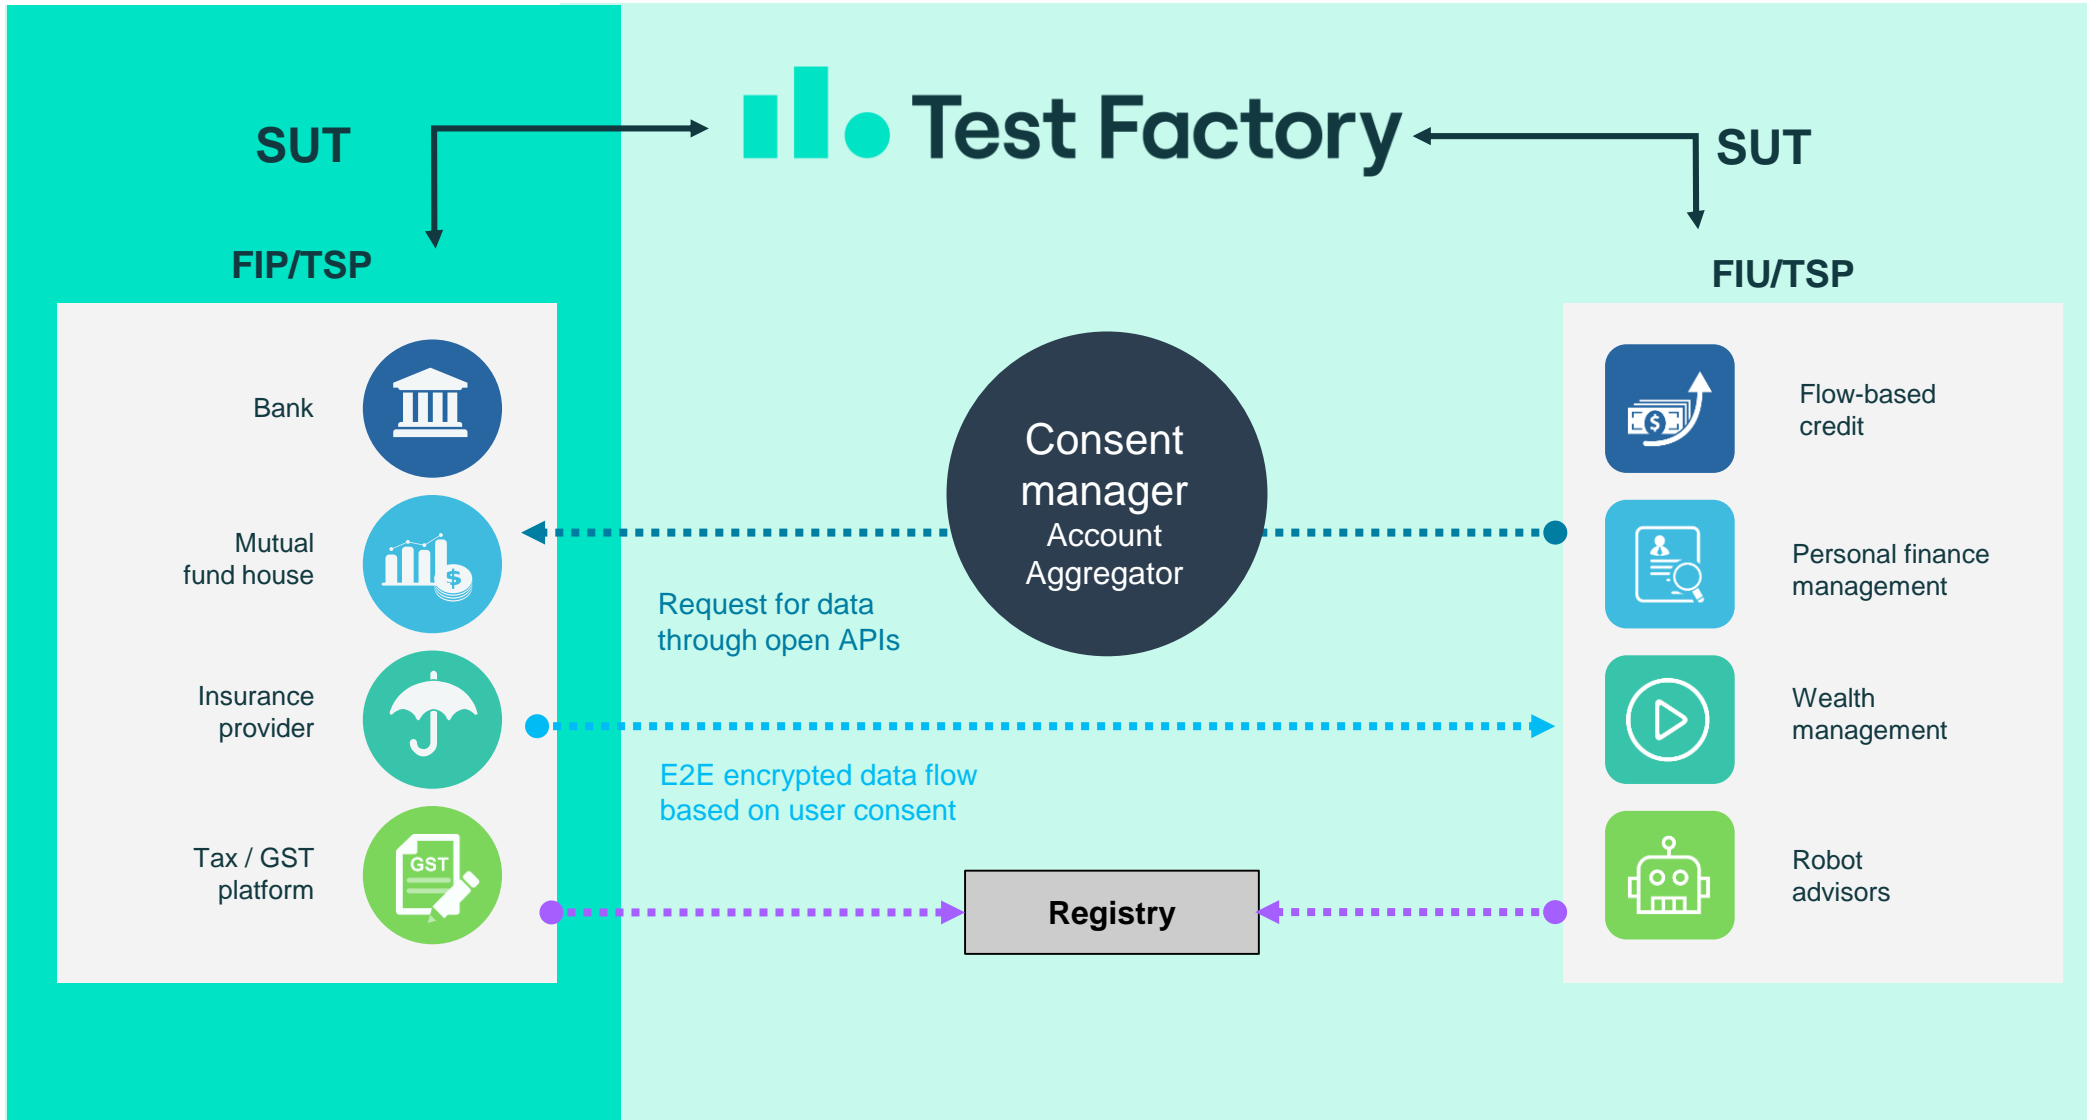 SUT
Test Factory
SUT
FIP/TSP
FIU/TSP
Bank
Mutual
fund house
Insurance
provider
Tax / GST
platform
GST
Consent
manager
Account
Aggregator
Request for data
through open APIs
E2E encrypted data flow
based on user consent
Registry
Flow-based
credit
Personal finance
management
Wealth
management
Robot
advisors